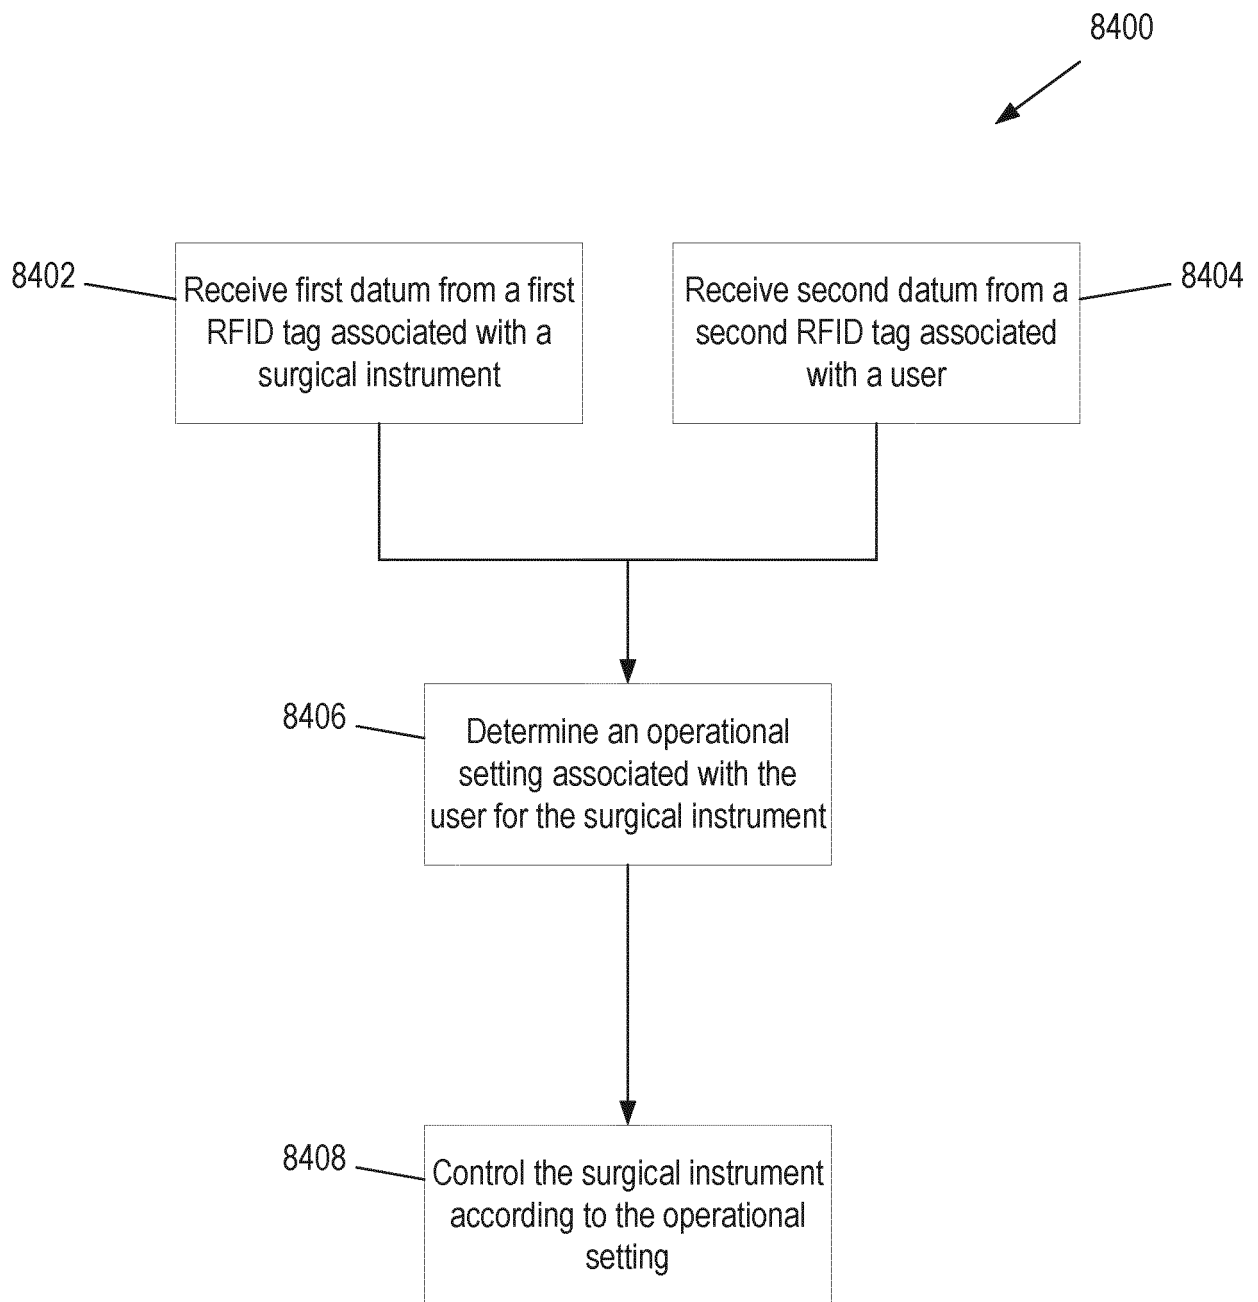 8400
8402
Receive first datum from a first
RFID tag associated with a
surgical instrument
Receive second datum from a
second RFID tag associated
with a user
8404
8406
Determine an operational
setting associated with the
user for the surgical instrument
8408
Control the surgical instrument
according to the operational
setting